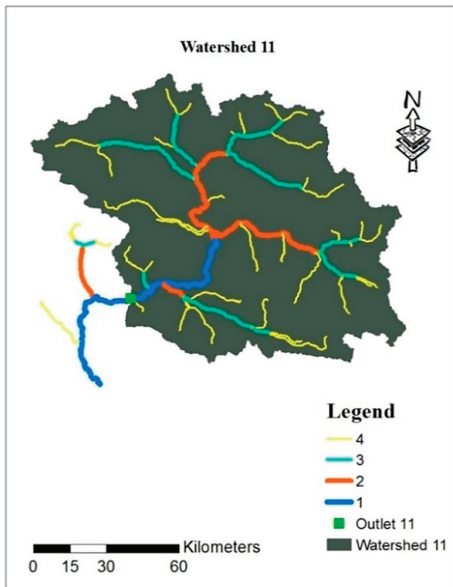 Watershed 11
N
Legend
4
3
2
1
Outlet 11
Watershed 11
Kilometers
0 15 30 60